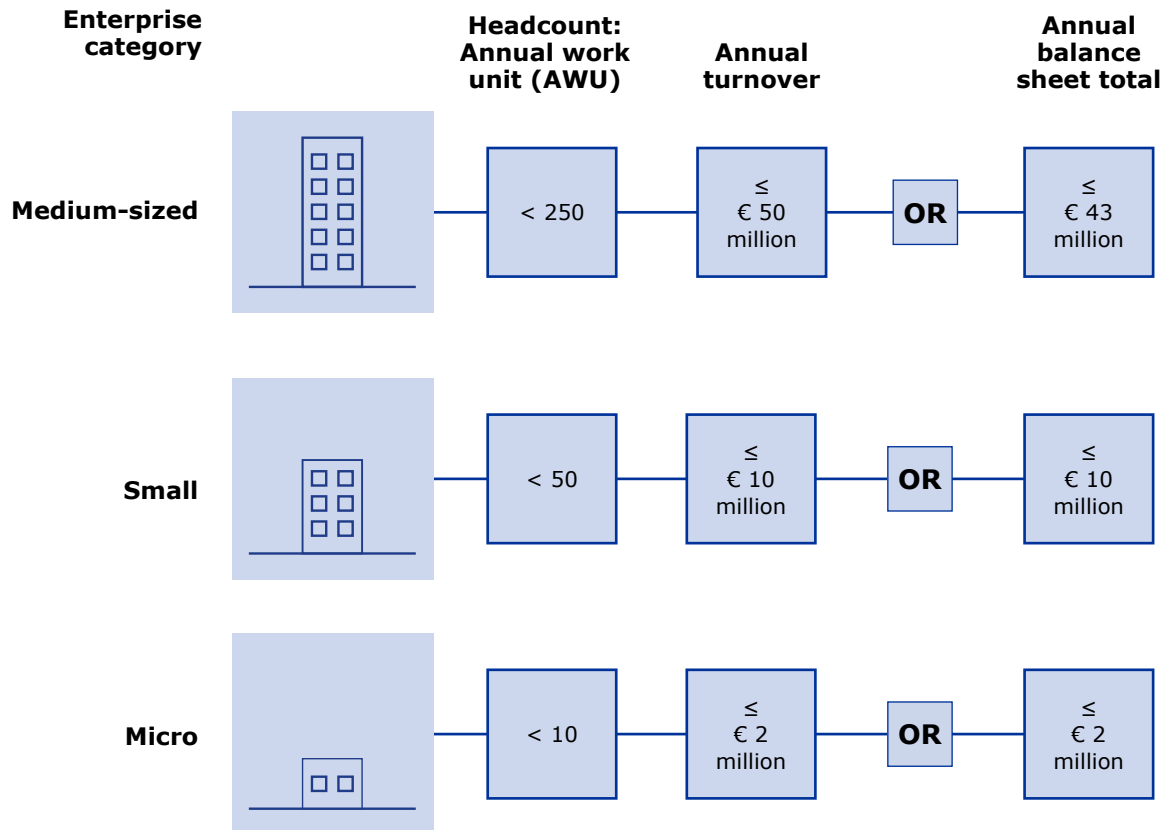 Enterprise
category
Headcount:
Annual work
unit (AWU)
Annual
turnover
Annual
balance
sheet total
Medium-sized
< 250
≤
€ 50
million
OR
≤
€ 43
million
Small
< 50
≤
€ 10
million
OR
≤
€ 10
million
Micro
< 10
≤
€ 2
million
OR
≤
€ 2
million